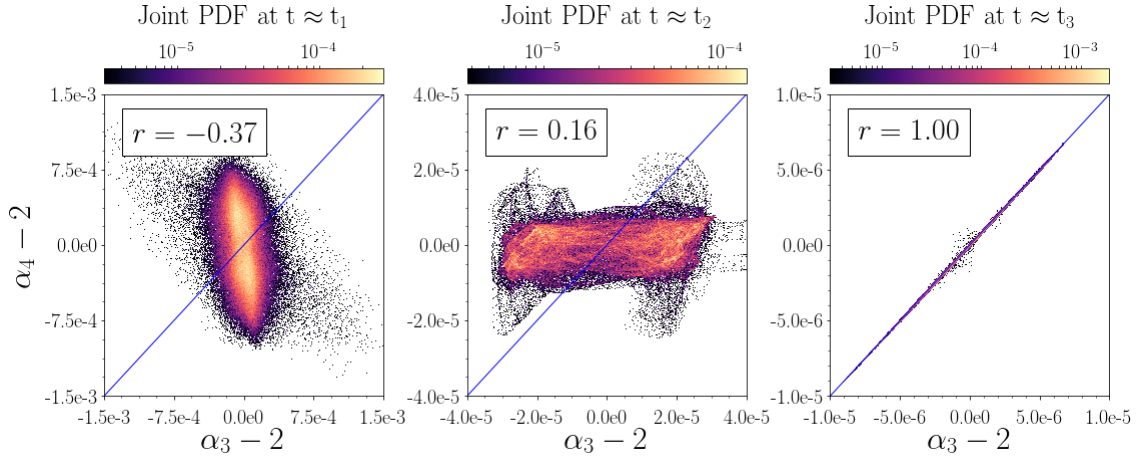 Joint PDF at t ≈ t₁
10⁻⁵ 10⁻⁴
r = −0.37
1.5e-3
7.5e-4
0.0e0
-7.5e-4
-1.5e-3
α₄ − 2
-1.5e-3 -7.5e-4 0.0e0 7.5e-4 1.5e-3
α₃ − 2
Joint PDF at t ≈ t₂
10⁻⁵ 10⁻⁴
r = 0.16
4.0e-5
2.0e-5
0.0e0
-2.0e-5
-4.0e-5
-4.0e-5 -2.0e-5 0.0e0 2.0e-5 4.0e-5
α₃ − 2
Joint PDF at t ≈ t₃
10⁻⁵ 10⁻⁴ 10⁻³
r = 1.00
1.0e-5
5.0e-6
0.0e0
-5.0e-6
-1.0e-5
-1.0e-5 -5.0e-6 0.0e0 5.0e-6 1.0e-5
α₃ − 2